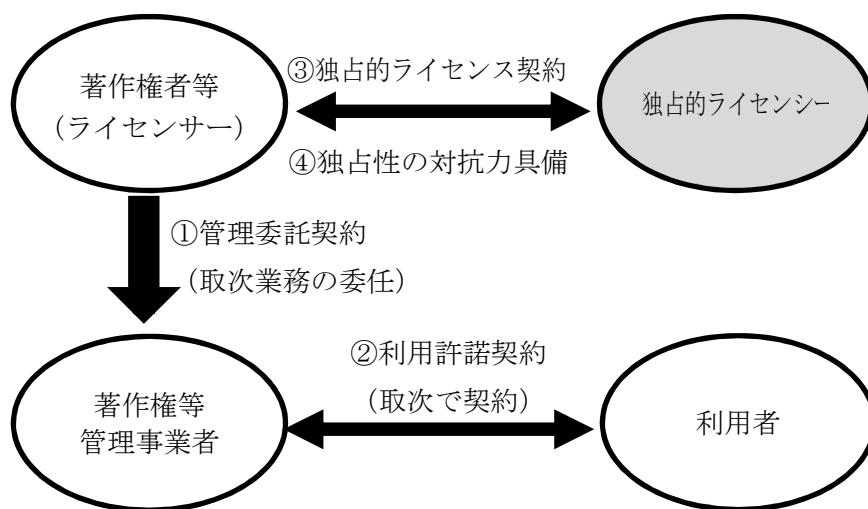 著作権者等
（ライセンサー）
③独占的ライセンス契約
④独占性の対抗力具備
独占的ライセンシー
①管理委託契約
（取次業務の委任）
著作権等
管理事業者
②利用許諾契約
（取次で契約）
利用者